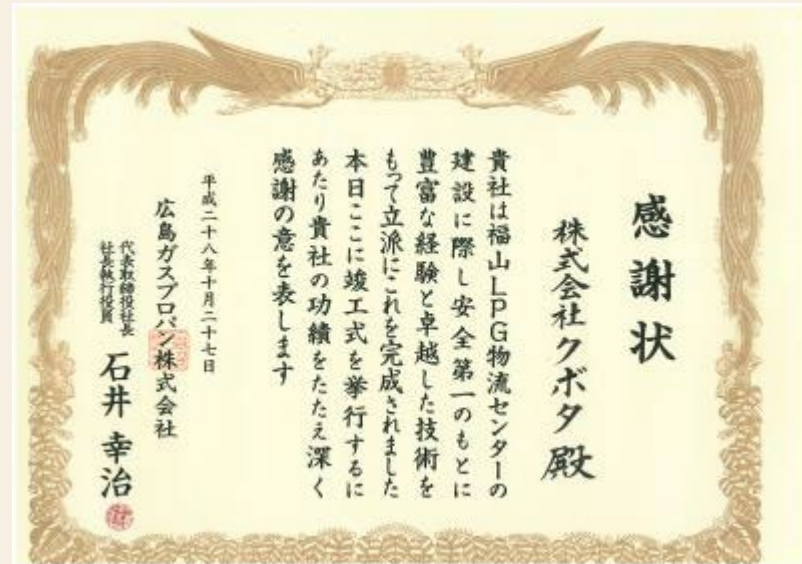 感謝状
株式会社クボタ殿
貴社は福山LPG物流センターの
建設に際し安全第一のもとに
豊富な経験と卓越した技術を
もって立派にこれを完成されました
本日ここに竣工式を挙行するに
あたり貴社の功績をたたえ深く
感謝の意を表します
平成二十八年十月二十七日
広島ガスプロパン株式会社
代表取締役社長
社長執行役員
石井幸治